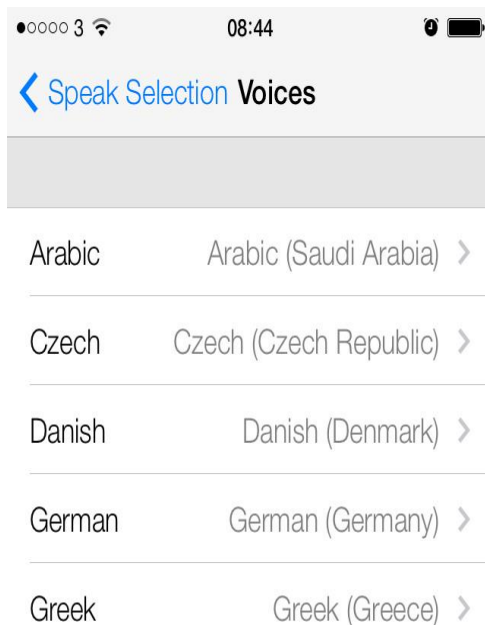 3 08:44
Speak Selection Voices
Arabic Arabic (Saudi Arabia)
Czech Czech (Czech Republic)
Danish Danish (Denmark)
German German (Germany)
Greek Greek (Greece)